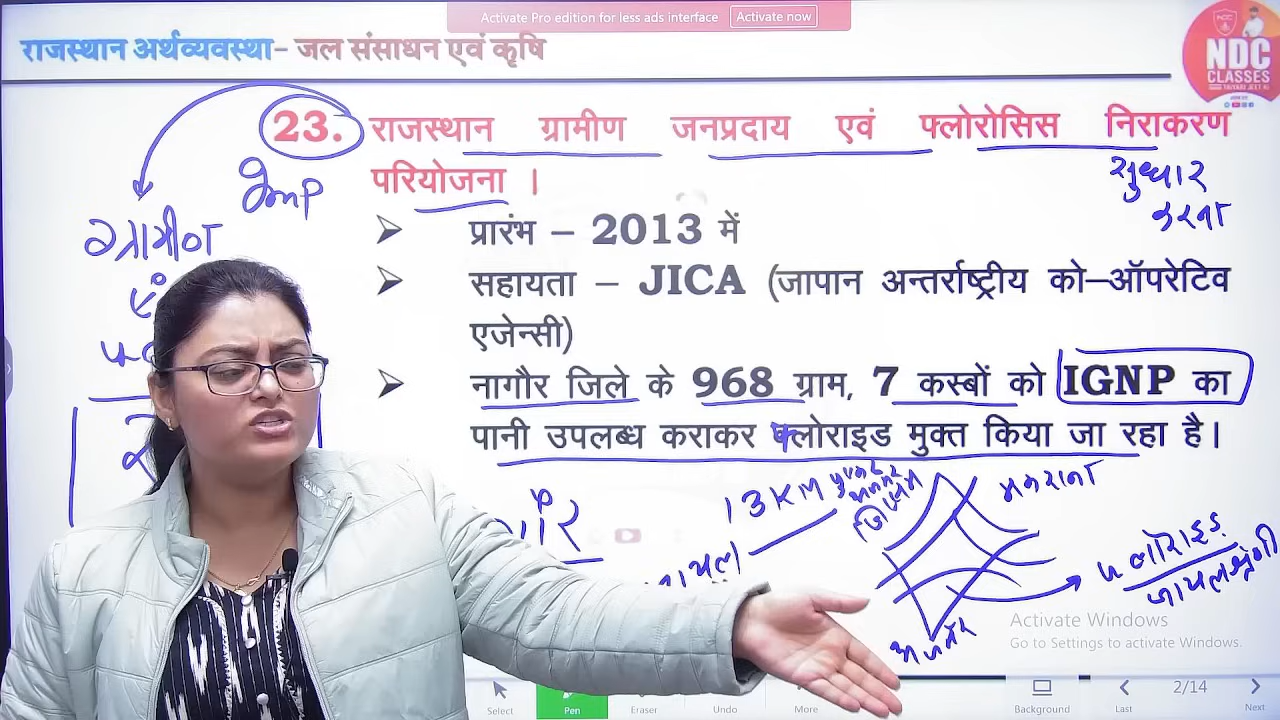 Activate Pro edition for less ads interface Activate now
राजस्थान अर्थव्यवस्था– जल संसाधन एवं कृषि
NDC
CLASSES
23. राजस्थान ग्रामीण जनप्रदाय एवं फ्लोरोसिस निराकरण
परियोजना ।
Imp
सुधार
करना
ग्रामीण
➢ प्रारंभ – 2013 में
➢ सहायता – JICA (जापान अन्तर्राष्ट्रीय को–ऑपरेटिव
एजेन्सी)
➢ नागौर जिले के 968 ग्राम, 7 कस्बों को IGNP का
पानी उपलब्ध कराकर फ्लोराइड मुक्त किया जा रहा है।
13 KM
मकराना
फ्लोराइड
अजमेर
Activate Windows
Go to Settings to activate Windows.
Select Pen Eraser Undo More Background Last 2/14 Next